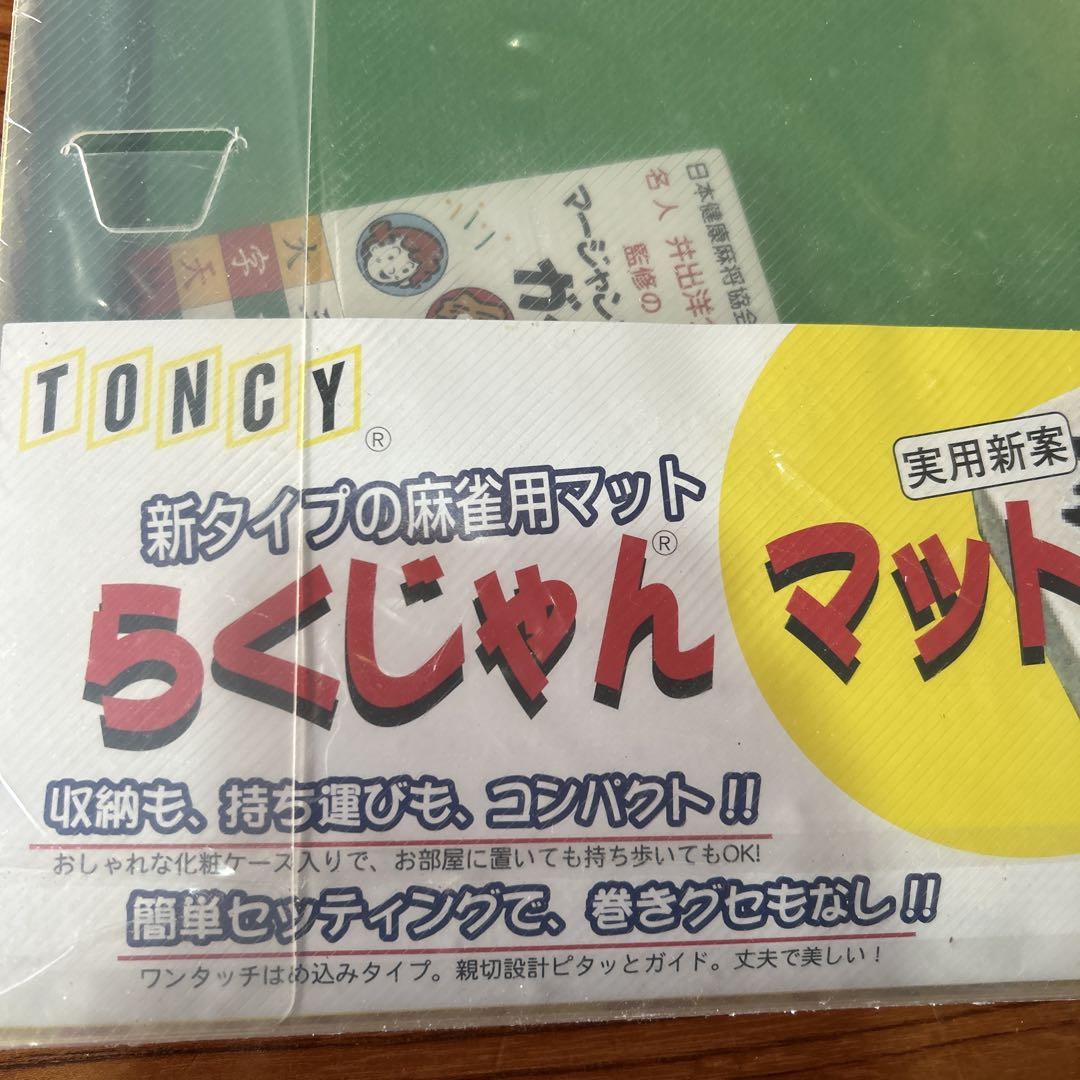 日本健康麻将協会
名人 井出洋
監修の
マージャン
ガ
火
字
天
TONCY®
新タイプの麻雀用マット
実用新案
らくじゃん®マット
収納も、持ち運びも、コンパクト!!
おしゃれな化粧ケース入りで、お部屋に置いても持ち歩いてもOK!
簡単セッティングで、巻きグセもなし!!
ワンタッチはめ込みタイプ。親切設計ピタッとガイド。丈夫で美しい!